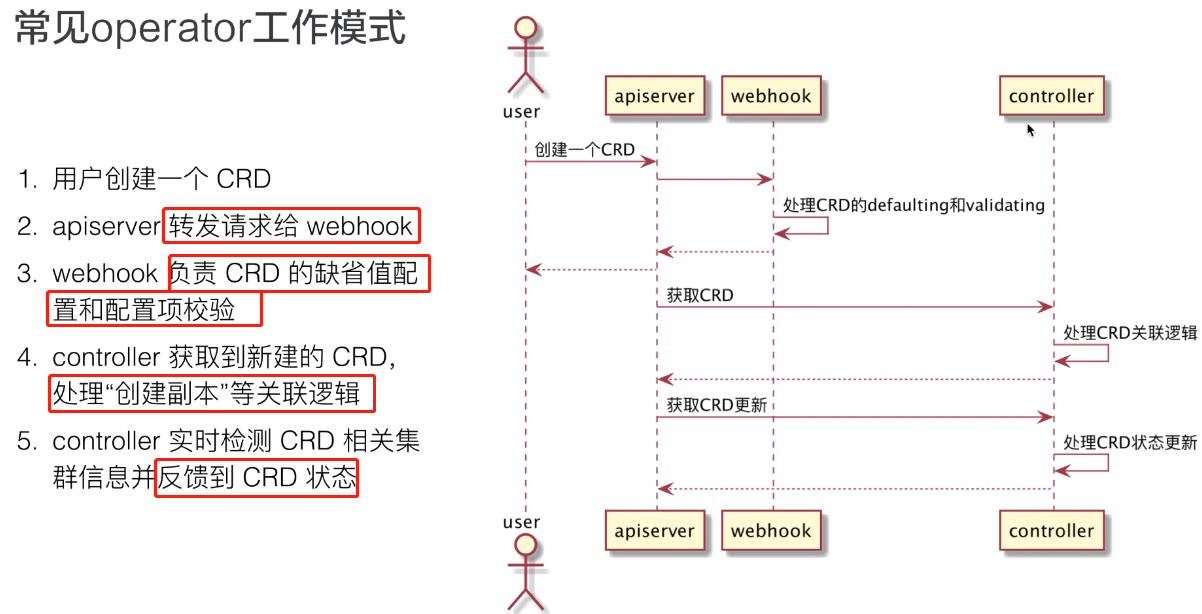 常见operator工作模式
1. 用户创建一个 CRD
2. apiserver 转发请求给 webhook
3. webhook 负责 CRD 的缺省值配
置和配置项校验
4. controller 获取到新建的 CRD，
处理“创建副本”等关联逻辑
5. controller 实时检测 CRD 相关集
群信息并反馈到 CRD 状态
user
apiserver
webhook
controller
创建一个CRD
处理CRD的defaulting和validating
获取CRD
处理CRD关联逻辑
获取CRD更新
处理CRD状态更新
user
apiserver
webhook
controller